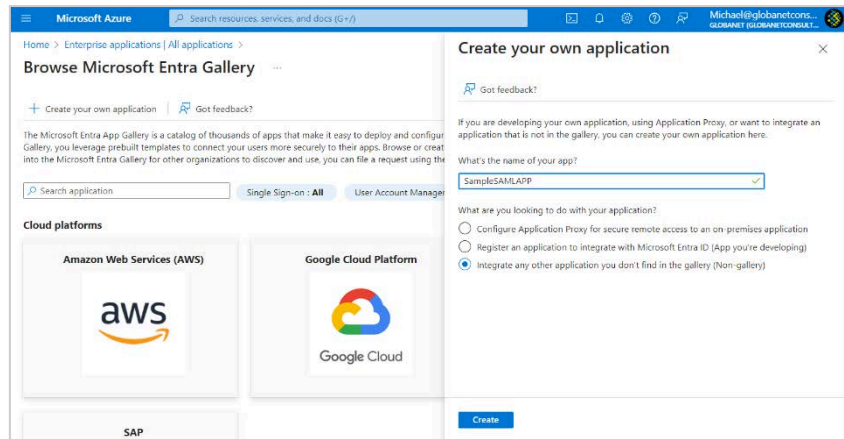 Microsoft Azure
Search resources, services, and docs (G+/)
Michael@globanetcons...
GLOBANET (GLOBANETCONSULT...
Home > Enterprise applications | All applications >
Browse Microsoft Entra Gallery ...
+ Create your own application
Got feedback?
The Microsoft Entra App Gallery is a catalog of thousands of apps that make it easy to deploy and configur
Gallery, you leverage prebuilt templates to connect your users more securely to their apps. Browse or creat
into the Microsoft Entra Gallery for other organizations to discover and use, you can file a request using the
Search application
Single Sign-on : All
User Account Manager
Cloud platforms
Amazon Web Services (AWS)
aws
Google Cloud Platform
Google Cloud
SAP
Create your own application
Got feedback?
If you are developing your own application, using Application Proxy, or want to integrate an
application that is not in the gallery, you can create your own application here.
What's the name of your app?
SampleSAMLAPP
What are you looking to do with your application?
Configure Application Proxy for secure remote access to an on-premises application
Register an application to integrate with Microsoft Entra ID (App you're developing)
Integrate any other application you don't find in the gallery (Non-gallery)
Create